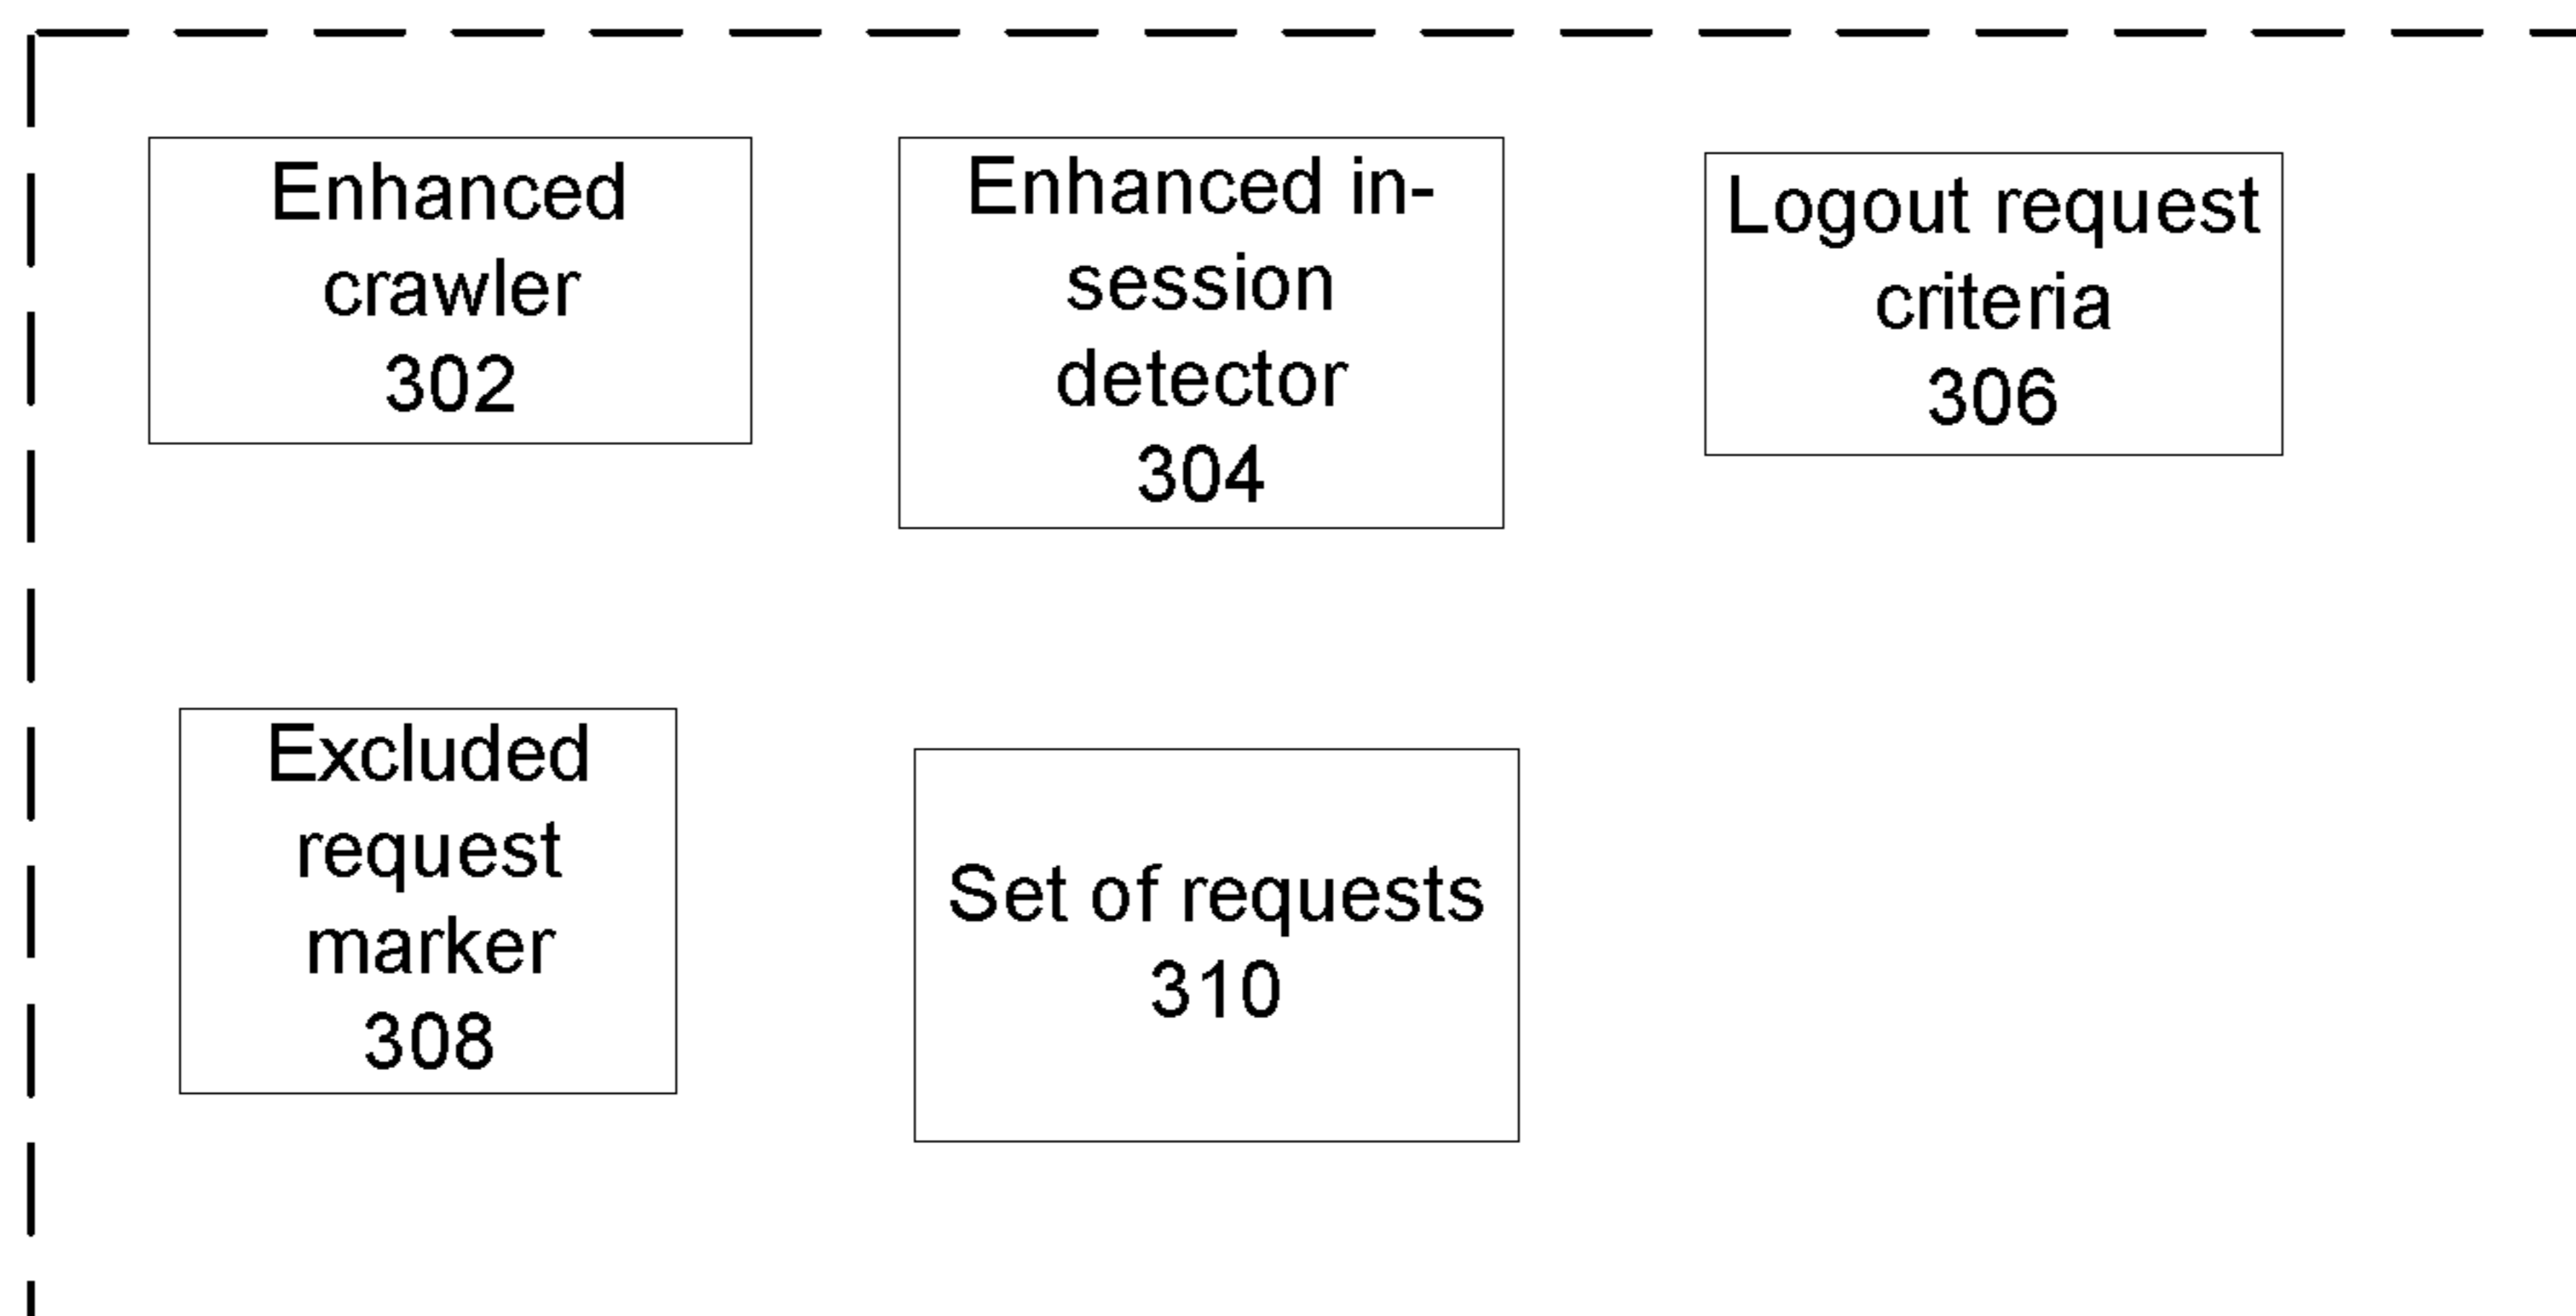 Enhanced
crawler
302
Enhanced in-
session
detector
304
Logout request
criteria
306
Excluded
request
marker
308
Set of requests
310